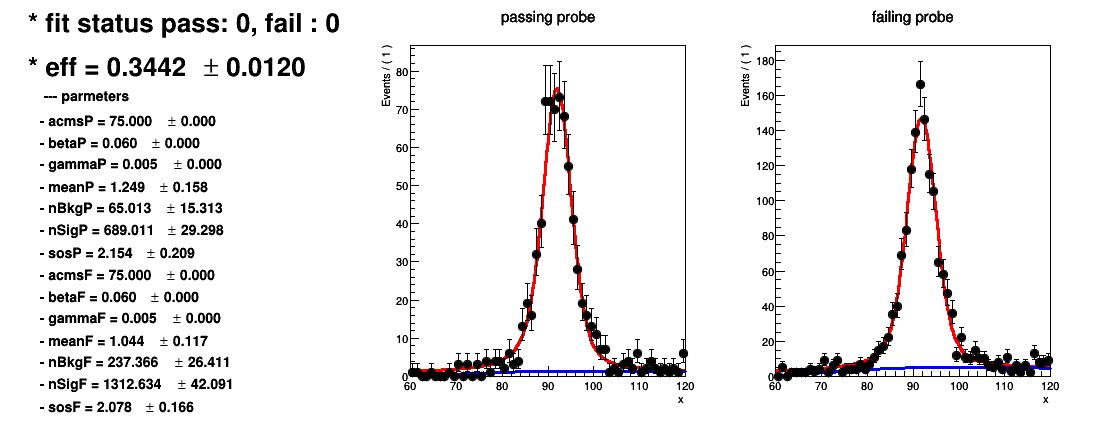 * fit status pass: 0, fail : 0
* eff = 0.3442 ± 0.0120
--- parmeters
- acmsP = 75.000 ± 0.000
- betaP = 0.060 ± 0.000
- gammaP = 0.005 ± 0.000
- meanP = 1.249 ± 0.158
- nBkgP = 65.013 ± 15.313
- nSigP = 689.011 ± 29.298
- sosP = 2.154 ± 0.209
- acmsF = 75.000 ± 0.000
- betaF = 0.060 ± 0.000
- gammaF = 0.005 ± 0.000
- meanF = 1.044 ± 0.117
- nBkgF = 237.366 ± 26.411
- nSigF = 1312.634 ± 42.091
- sosF = 2.078 ± 0.166
passing probe
Events / ( 1 )
80
70
60
50
40
30
20
10
0
60 70 80 90 100 110 120
x
failing probe
Events / ( 1 )
180
160
140
120
100
80
60
40
20
0
60 70 80 90 100 110 120
x